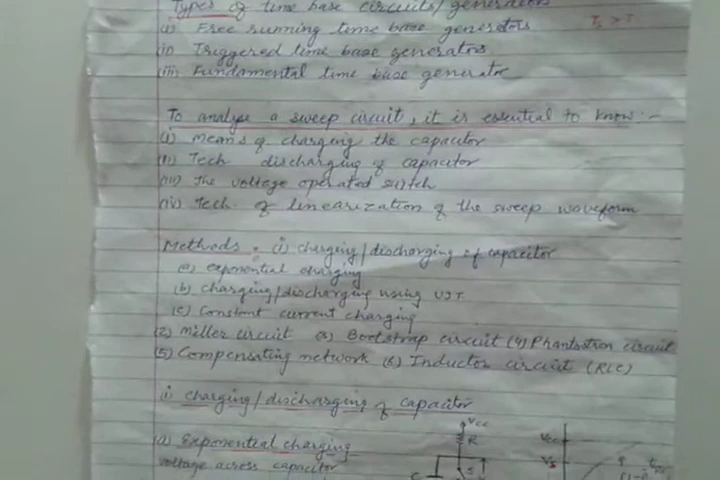 Types of time base circuits/generators
(i) Free running time base generators
(ii) Triggered time base generators
(iii) Fundamental time base generator
Ts > T
To analyse a sweep circuit, it is essential to know :-
(i) Means of charging the capacitor
(ii) Tech discharging of capacitor
(iii) The voltage operated switch
(iv) Tech. of linearization of the sweep waveform
Methods :- (i) charging/discharging of capacitor
(a) exponential charging
(b) charging/discharging using UJT
(c) Constant current charging
(2) Miller circuit (3) Bootstrap circuit (4) Phantastron circuit
(5) Compensating network (6) Inductor circuit (RLC)
(i) charging/discharging of capacitor
(a) Exponential charging
voltage across capacitor
Vcc
R
S
C
Vcc
Vs